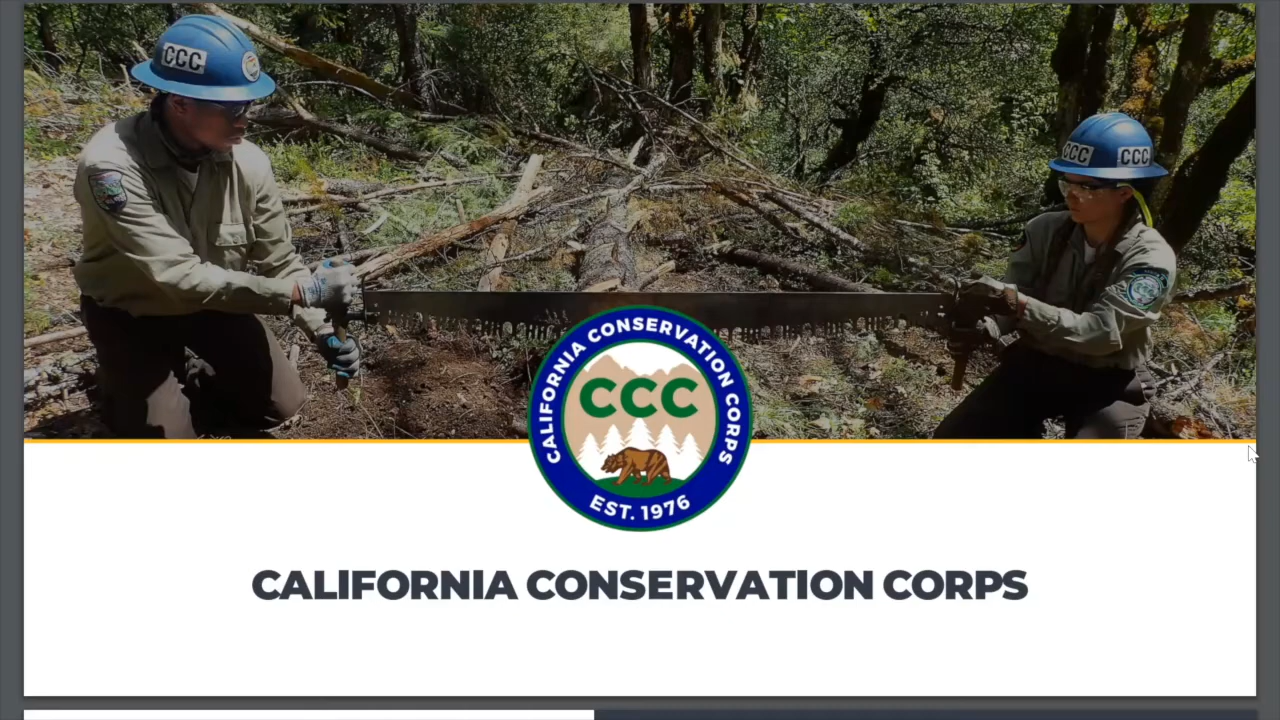 CCC
CCC CCC
CALIFORNIA CONSERVATION CORPS
CCC
EST. 1976
CALIFORNIA CONSERVATION CORPS